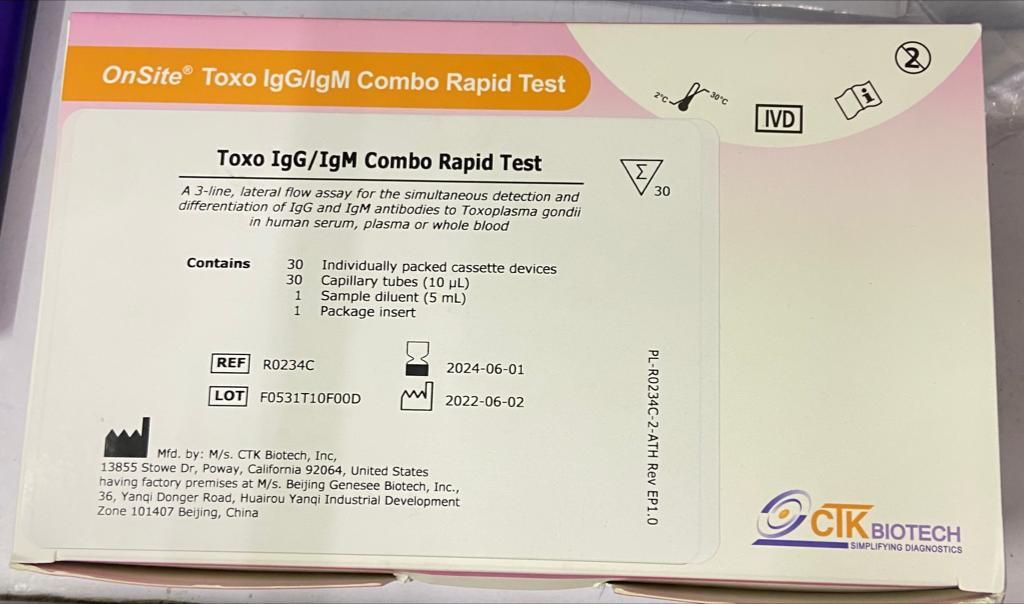 OnSite® Toxo IgG/IgM Combo Rapid Test
2°C 30°C
IVD
i
2
Toxo IgG/IgM Combo Rapid Test
A 3-line, lateral flow assay for the simultaneous detection and
differentiation of IgG and IgM antibodies to Toxoplasma gondii
in human serum, plasma or whole blood
Σ 30
Contains 30 Individually packed cassette devices
30 Capillary tubes (10 µL)
1 Sample diluent (5 mL)
1 Package insert
REF R0234C 2024-06-01
LOT F0531T10F00D 2022-06-02
PL-R0234C-2-ATH Rev EP1.0
Mfd. by: M/s. CTK Biotech, Inc,
13855 Stowe Dr, Poway, California 92064, United States
having factory premises at M/s. Beijing Genesee Biotech, Inc.,
36, Yanqi Donger Road, Huairou Yanqi Industrial Development
Zone 101407 Beijing, China
CTK BIOTECH
SIMPLIFYING DIAGNOSTICS